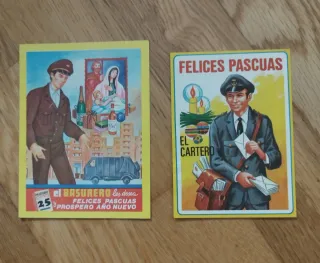 25
el BASURERO les desea
FELICES PASCUAS
Y PROSPERO AÑO NUEVO
FELICES PASCUAS
EL
CARTERO